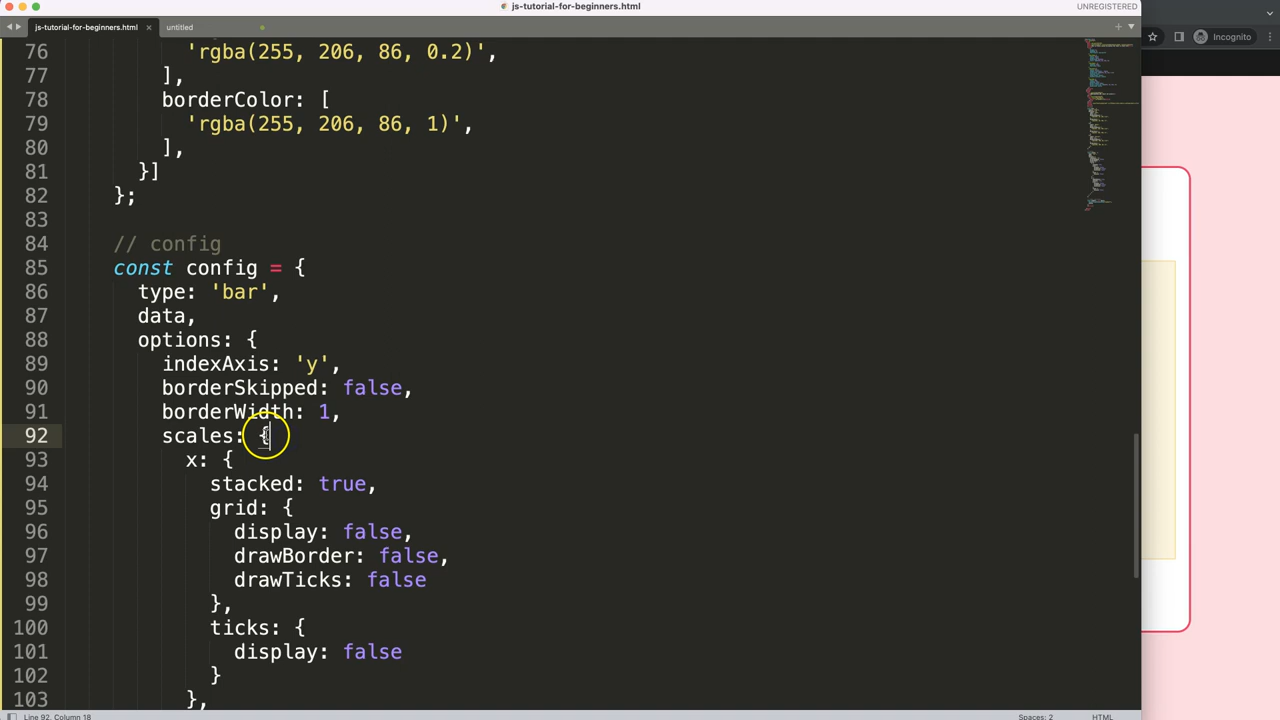 js-tutorial-for-beginners.html
UNREGISTERED
js-tutorial-for-beginners.html × untitled
Incognito
76 'rgba(255, 206, 86, 0.2)',
77 ],
78 borderColor: [
79 'rgba(255, 206, 86, 1)',
80 ],
81 }]
82 };
83
84 // config
85 const config = {
86 type: 'bar',
87 data,
88 options: {
89 indexAxis: 'y',
90 borderSkipped: false,
91 borderWidth: 1,
92 scales: {
93 x: {
94 stacked: true,
95 grid: {
96 display: false,
97 drawBorder: false,
98 drawTicks: false
99 },
100 ticks: {
101 display: false
102 }
103 },
Line 92, Column 18
Spaces: 2
HTML